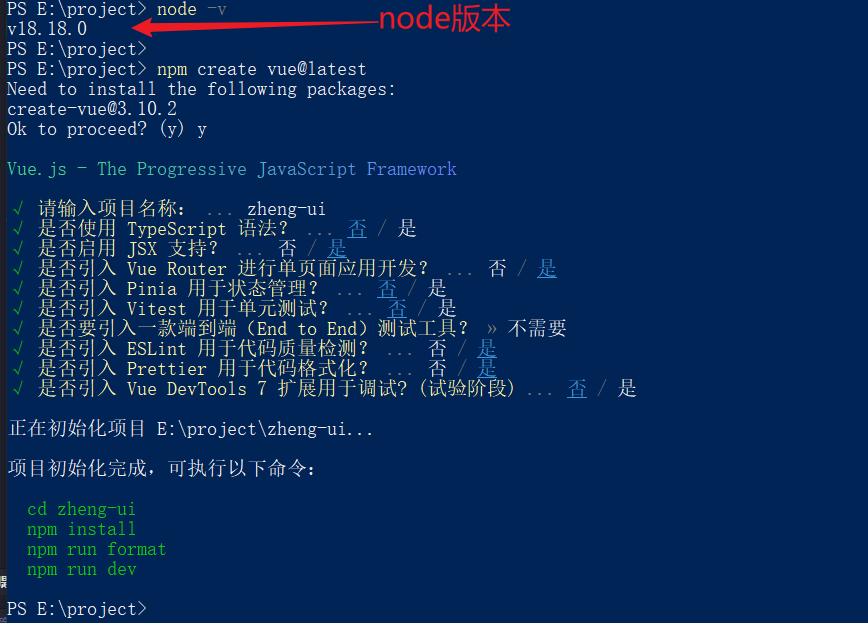 PS E:\project> node -v
v18.18.0
node版本
PS E:\project>
PS E:\project> npm create vue@latest
Need to install the following packages:
create-vue@3.10.2
Ok to proceed? (y) y
Vue.js - The Progressive JavaScript Framework
√ 请输入项目名称： ... zheng-ui
√ 是否使用 TypeScript 语法？ ... 否 / 是
√ 是否启用 JSX 支持？ ... 否 / 是
√ 是否引入 Vue Router 进行单页面应用开发？ ... 否 / 是
√ 是否引入 Pinia 用于状态管理？ ... 否 / 是
√ 是否引入 Vitest 用于单元测试？ ... 否 / 是
√ 是否要引入一款端到端（End to End）测试工具？ » 不需要
√ 是否引入 ESLint 用于代码质量检测？ ... 否 / 是
√ 是否引入 Prettier 用于代码格式化？ ... 否 / 是
√ 是否引入 Vue DevTools 7 扩展用于调试? (试验阶段) ... 否 / 是
正在初始化项目 E:\project\zheng-ui...
项目初始化完成，可执行以下命令：
cd zheng-ui
npm install
npm run format
npm run dev
PS E:\project>